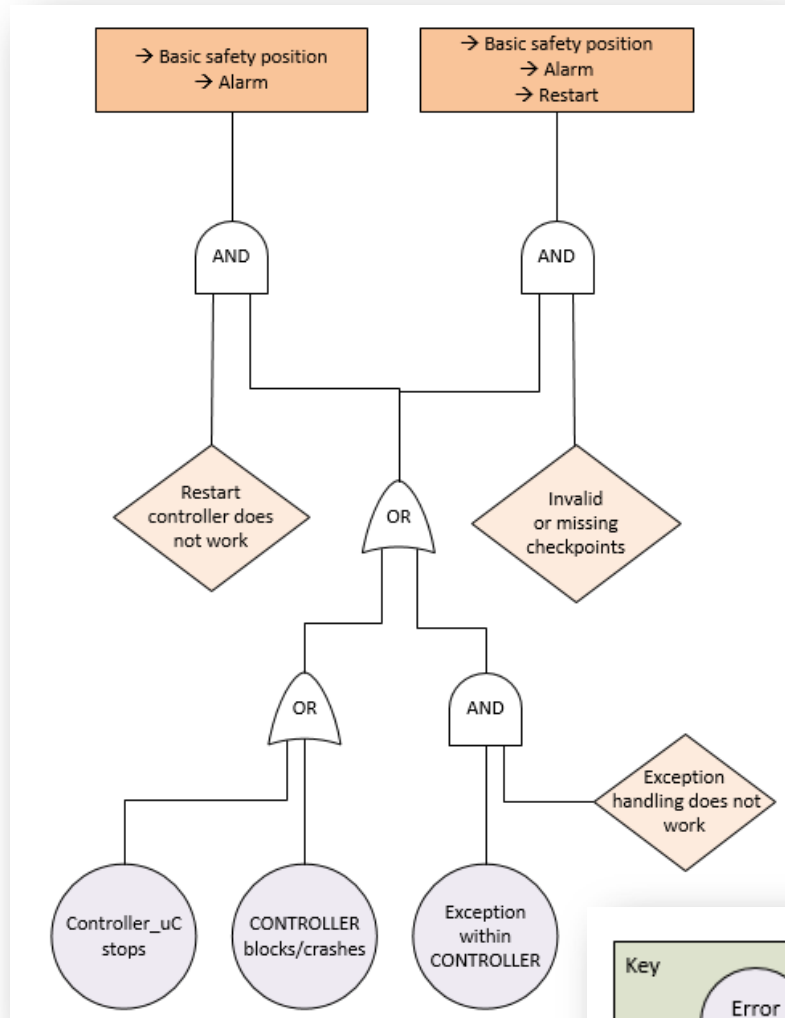 → Basic safety position
→ Alarm
→ Basic safety position
→ Alarm
→ Restart
AND
AND
Restart
controller does
not work
Invalid
or missing
checkpoints
OR
OR
AND
Exception
handling does not
work
Controller_uC
stops
CONTROLLER
blocks/crashes
Exception
within
CONTROLLER
Key
Error